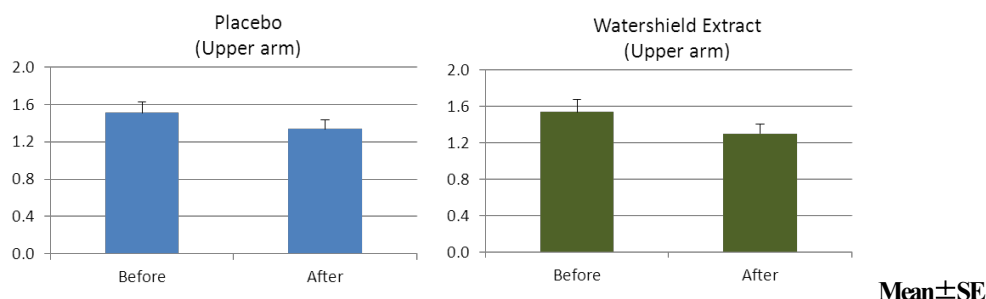 Placebo
(Upper arm)
2.0
1.6
1.2
0.8
0.4
0.0
Before After
Watershield Extract
(Upper arm)
2.0
1.6
1.2
0.8
0.4
0.0
Before After
Mean±SE